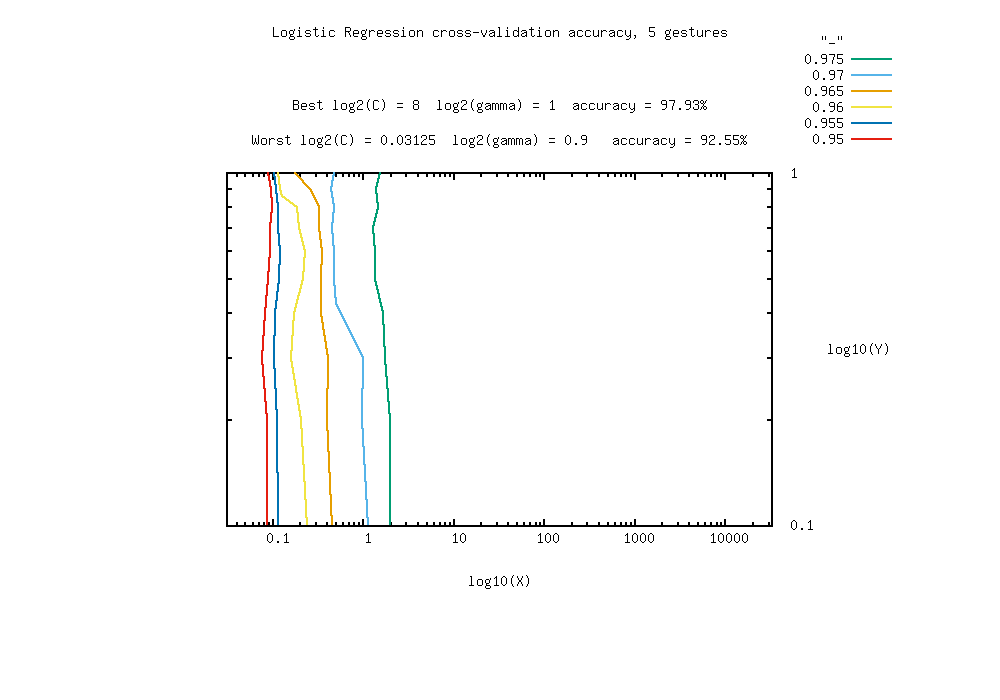 Logistic Regression cross-validation accuracy, 5 gestures
"_"
0.975
0.97
0.965
0.96
0.955
0.95
Best log2(C) = 8  log2(gamma) = 1  accuracy = 97.93%
Worst log2(C) = 0.03125  log2(gamma) = 0.9   accuracy = 92.55%
1
log10(Y)
0.1
0.1 1 10 100 1000 10000
log10(X)